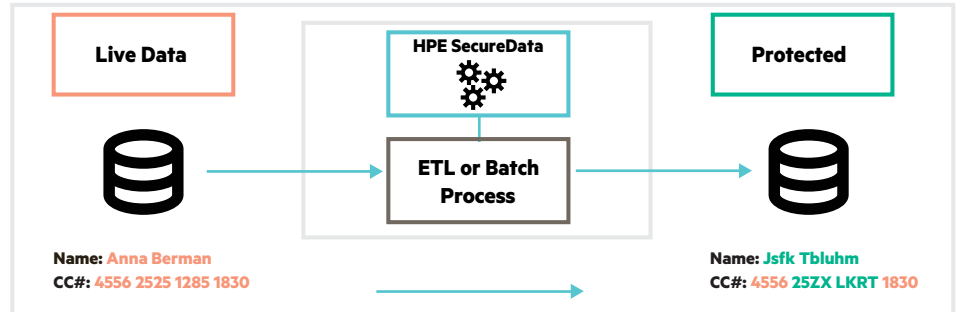 Live Data
HPE SecureData
Protected
ETL or Batch
Process
Name: Anna Berman
CC#: 4556 2525 1285 1830
Name: Jsfk Tbluhm
CC#: 4556 25ZX LKRT 1830